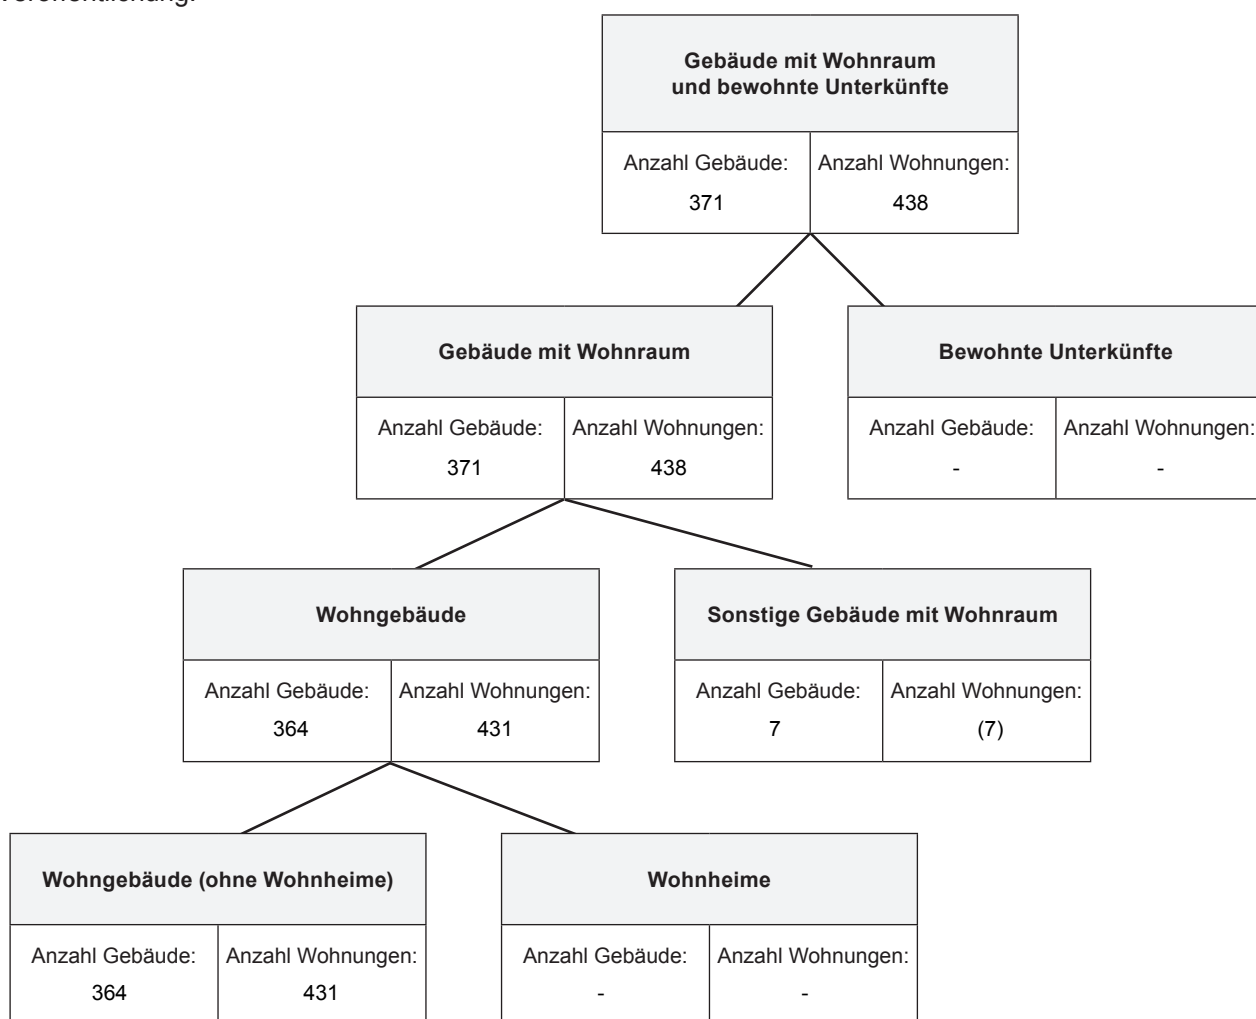 Veröffentlichung.
Gebäude mit Wohnraum
und bewohnte Unterkünfte
Anzahl Gebäude: Anzahl Wohnungen:
371 438
Gebäude mit Wohnraum
Anzahl Gebäude: Anzahl Wohnungen:
371 438
Bewohnte Unterkünfte
Anzahl Gebäude: Anzahl Wohnungen:
- -
Wohngebäude
Anzahl Gebäude: Anzahl Wohnungen:
364 431
Sonstige Gebäude mit Wohnraum
Anzahl Gebäude: Anzahl Wohnungen:
7 (7)
Wohngebäude (ohne Wohnheime)
Anzahl Gebäude: Anzahl Wohnungen:
364 431
Wohnheime
Anzahl Gebäude: Anzahl Wohnungen:
- -